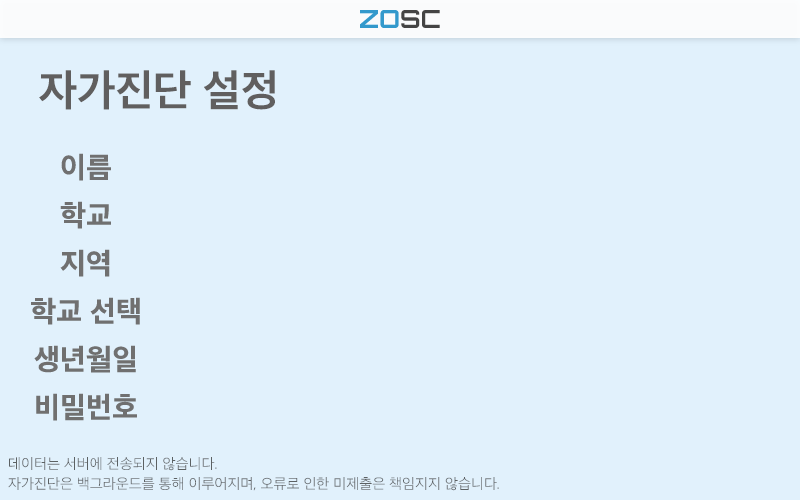 ZOSC
자가진단 설정
이름
학교
지역
학교 선택
생년월일
비밀번호
데이터는 서버에 전송되지 않습니다.
자가진단은 백그라운드를 통해 이루어지며, 오류로 인한 미제출은 책임지지 않습니다.